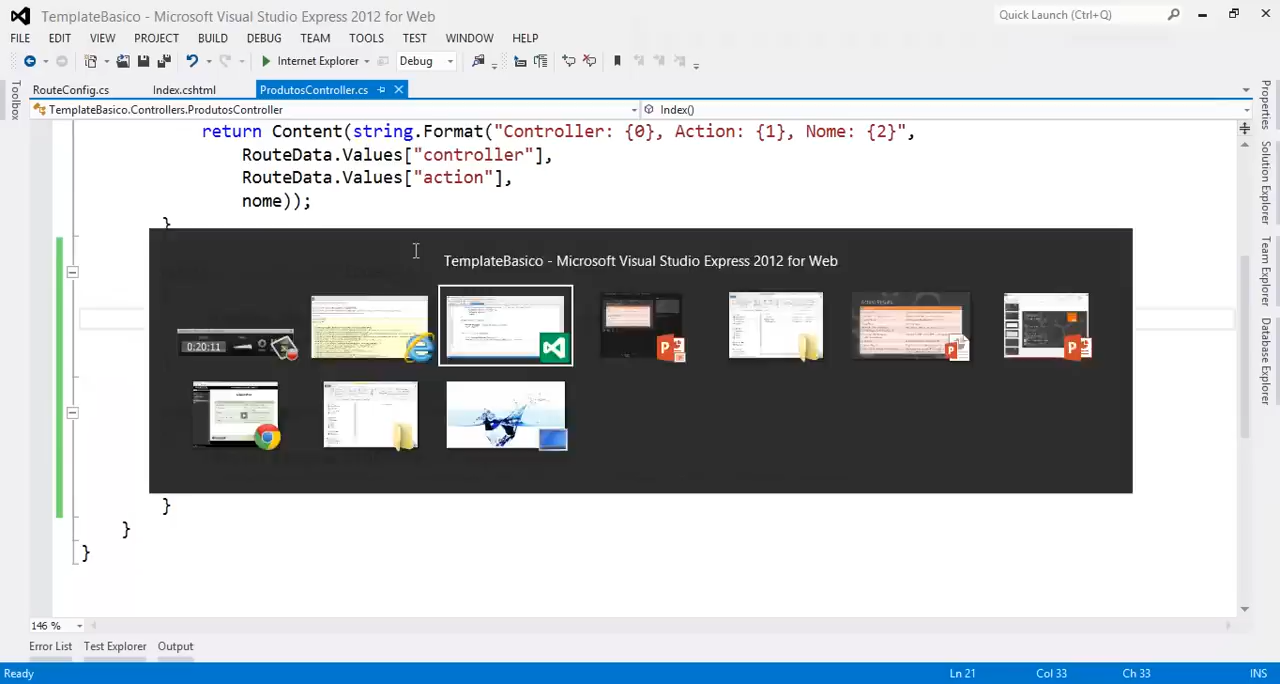 TemplateBasico - Microsoft Visual Studio Express 2012 for Web
Quick Launch (Ctrl+Q)
FILE EDIT VIEW PROJECT BUILD DEBUG TEAM TOOLS TEST WINDOW HELP
Internet Explorer
Debug
Toolbox
RouteConfig.cs
Index.cshtml
ProdutosController.cs
TemplateBasico.Controllers.ProdutosController
Index()
return Content(string.Format("Controller: {0}, Action: {1}, Nome: {2}",
RouteData.Values["controller"],
RouteData.Values["action"],
nome));
}
TemplateBasico - Microsoft Visual Studio Express 2012 for Web
0:20:11
}
}
}
Properties
Solution Explorer
Team Explorer
Database Explorer
146 %
Error List
Test Explorer
Output
Ready
Ln 21
Col 33
Ch 33
INS